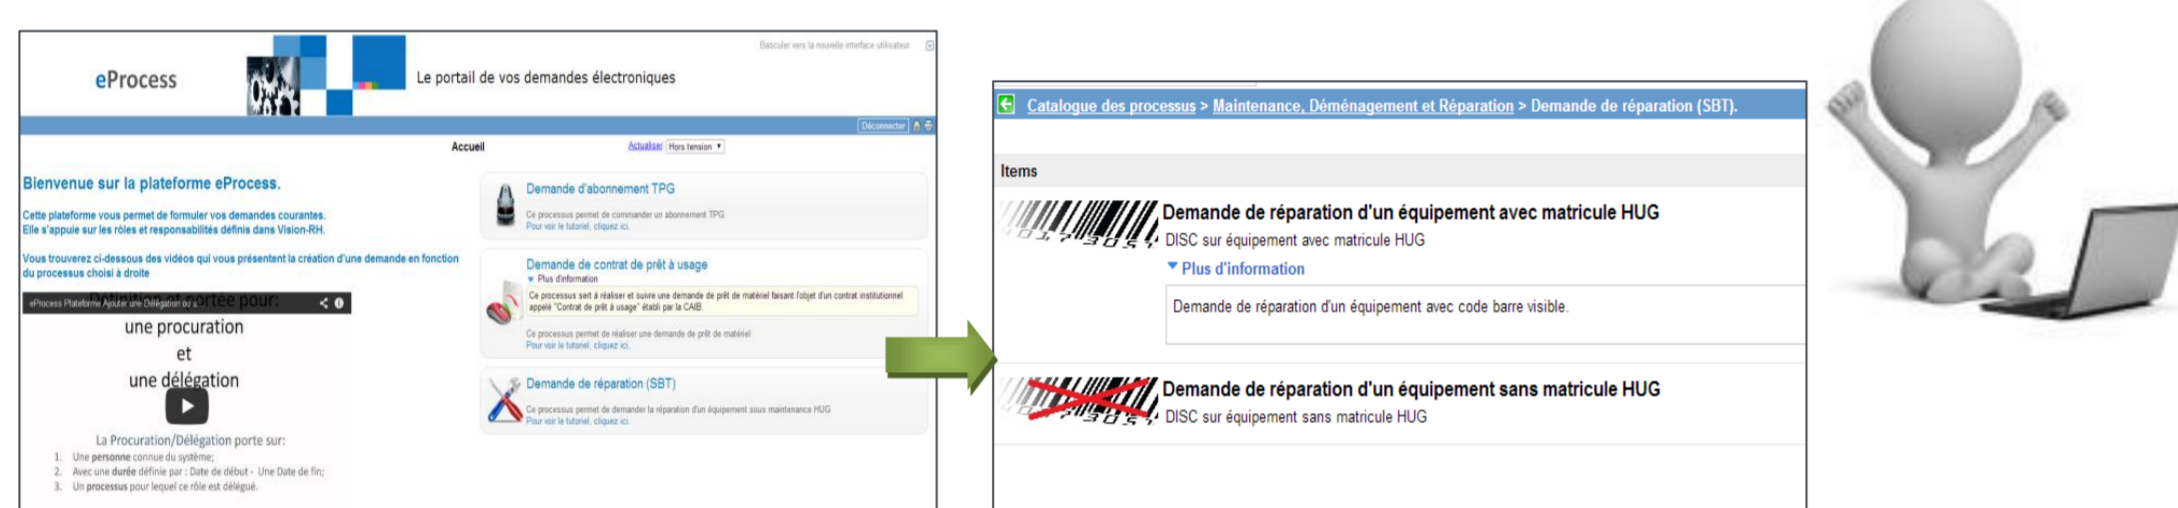 Basculer vers la nouvelle interface utilisateur
eProcess
Le portail de vos demandes électroniques
Déconnecter
Accueil
Actualiser Hors tension
Bienvenue sur la plateforme eProcess.
Cette plateforme vous permet de formuler vos demandes courantes.
Elle s'appuie sur les rôles et responsabilités définis dans Vision-RH.
Vous trouverez ci-dessous des vidéos qui vous présentent la création d'une demande en fonction
du processus choisi à droite
eProcess Plateforme Ajouter une Délégation ou u
Définition et portée pour:
une procuration
et
une délégation
La Procuration/Délégation porte sur:
1. Une personne connue du système;
2. Avec une durée définie par : Date de début - Une Date de fin;
3. Un processus pour lequel ce rôle est délégué.
Demande d'abonnement TPG
Ce processus permet de commander un abonnement TPG
Pour voir le tutoriel, cliquez ici.
Demande de contrat de prêt à usage
Plus d'information
Ce processus sert à réaliser et suivre une demande de prêt de matériel faisant l'objet d'un contrat institutionnel
appelé "Contrat de prêt à usage" établi par la CAIB.
Ce processus permet de réaliser une demande de prêt de matériel
Pour voir le tutoriel, cliquez ici.
Demande de réparation (SBT)
Ce processus permet de demander la réparation d'un équipement sous maintenance HUG
Pour voir le tutoriel, cliquez ici.
Catalogue des processus > Maintenance, Déménagement et Réparation > Demande de réparation (SBT).
Items
Demande de réparation d'un équipement avec matricule HUG
DISC sur équipement avec matricule HUG
Plus d'information
Demande de réparation d'un équipement avec code barre visible.
Demande de réparation d'un équipement sans matricule HUG
DISC sur équipement sans matricule HUG